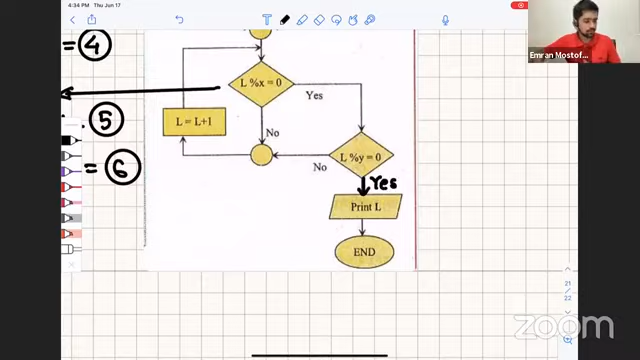 4:34 PM Thu Jun 17
= 4
Emran Mostof...
L %x = 0
Yes
. 5
L = L+1
No
L %y = 0
= 6
No
Yes
Print L
END
21
/
22
zoom